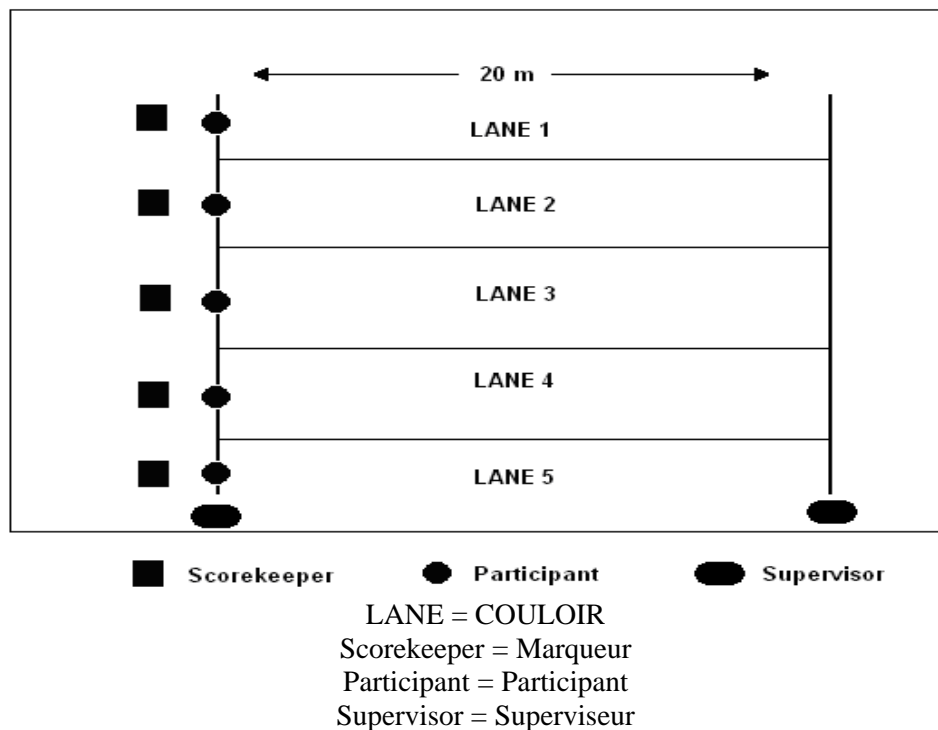 20 m
LANE 1
LANE 2
LANE 3
LANE 4
LANE 5
Scorekeeper Participant Supervisor
LANE = COULOIR
Scorekeeper = Marqueur
Participant = Participant
Supervisor = Superviseur